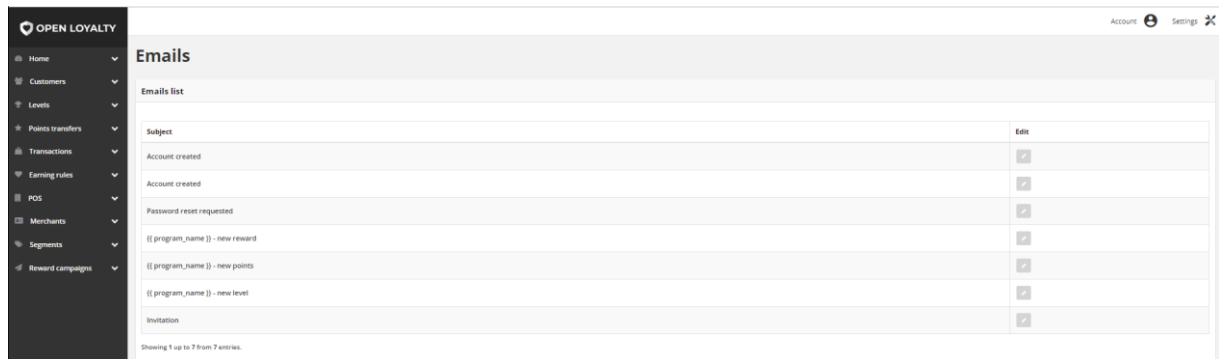 OPEN LOYALTY
Account Settings
Home
Customers
Levels
Points transfers
Transactions
Earning rules
POS
Merchants
Segments
Reward campaigns
Emails
Emails list
Subject Edit
Account created
Account created
Password reset requested
{{ program_name }} - new reward
{{ program_name }} - new points
{{ program_name }} - new level
Invitation
Showing 1 up to 7 from 7 entries.